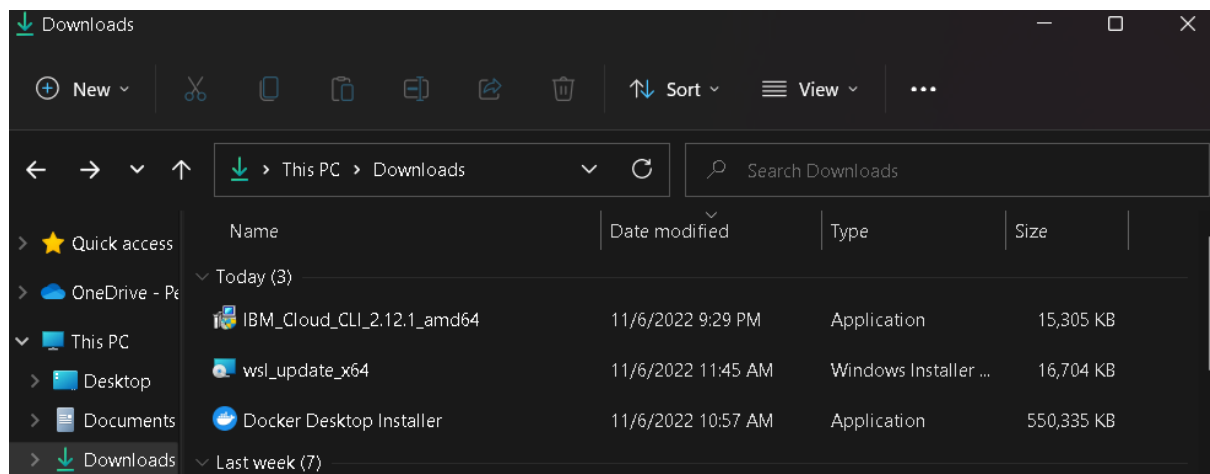 Downloads
New Sort View
This PC > Downloads Search Downloads
Name Date modified Type Size
Quick access
Today (3)
OneDrive - Pe
IBM_Cloud_CLI_2.12.1_amd64 11/6/2022 9:29 PM Application 15,305 KB
This PC
wsl_update_x64 11/6/2022 11:45 AM Windows Installer ... 16,704 KB
Desktop
Documents Docker Desktop Installer 11/6/2022 10:57 AM Application 550,335 KB
Downloads Last week (7)